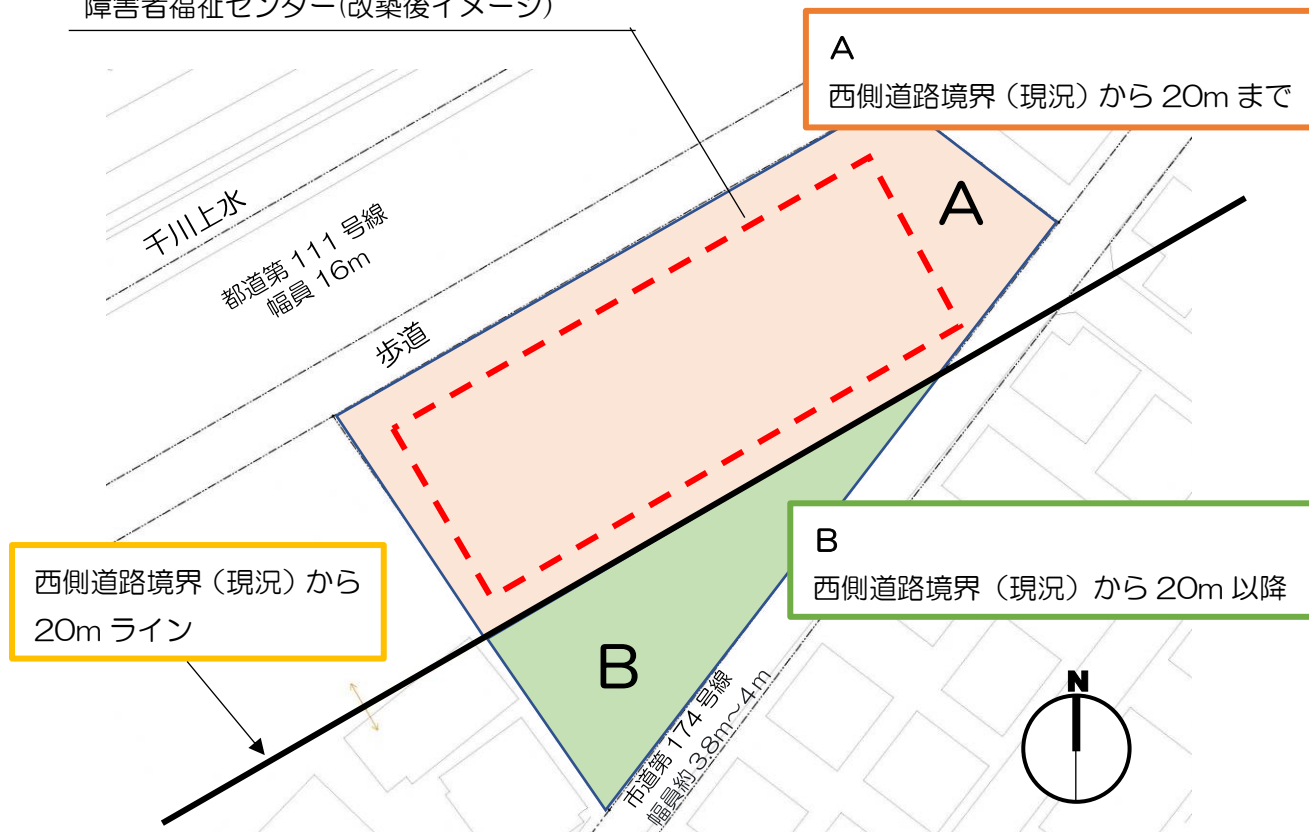 障害者福祉センター(改築後イメージ)
A
西側道路境界（現況）から 20m まで
千川上水
都道第 111 号線
幅員 16m
歩道
A
西側道路境界（現況）から
20m ライン
B
西側道路境界（現況）から 20m 以降
B
市道第 174 号線
幅員約 3.8m～4m
N